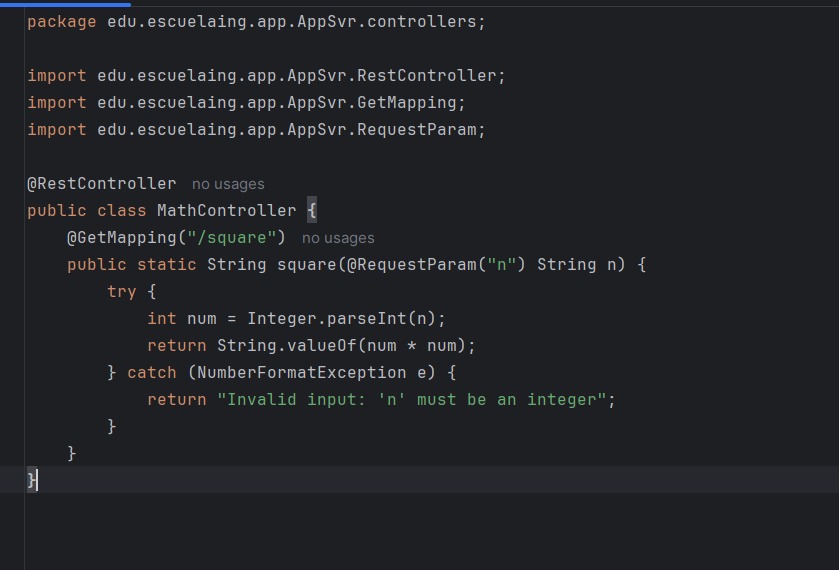 package edu.escuelaing.app.AppSvr.controllers;
import edu.escuelaing.app.AppSvr.RestController;
import edu.escuelaing.app.AppSvr.GetMapping;
import edu.escuelaing.app.AppSvr.RequestParam;
@RestController no usages
public class MathController {
@GetMapping("/square") no usages
public static String square(@RequestParam("n") String n) {
try {
int num = Integer.parseInt(n);
return String.valueOf(num * num);
} catch (NumberFormatException e) {
return "Invalid input: 'n' must be an integer";
}
}
}